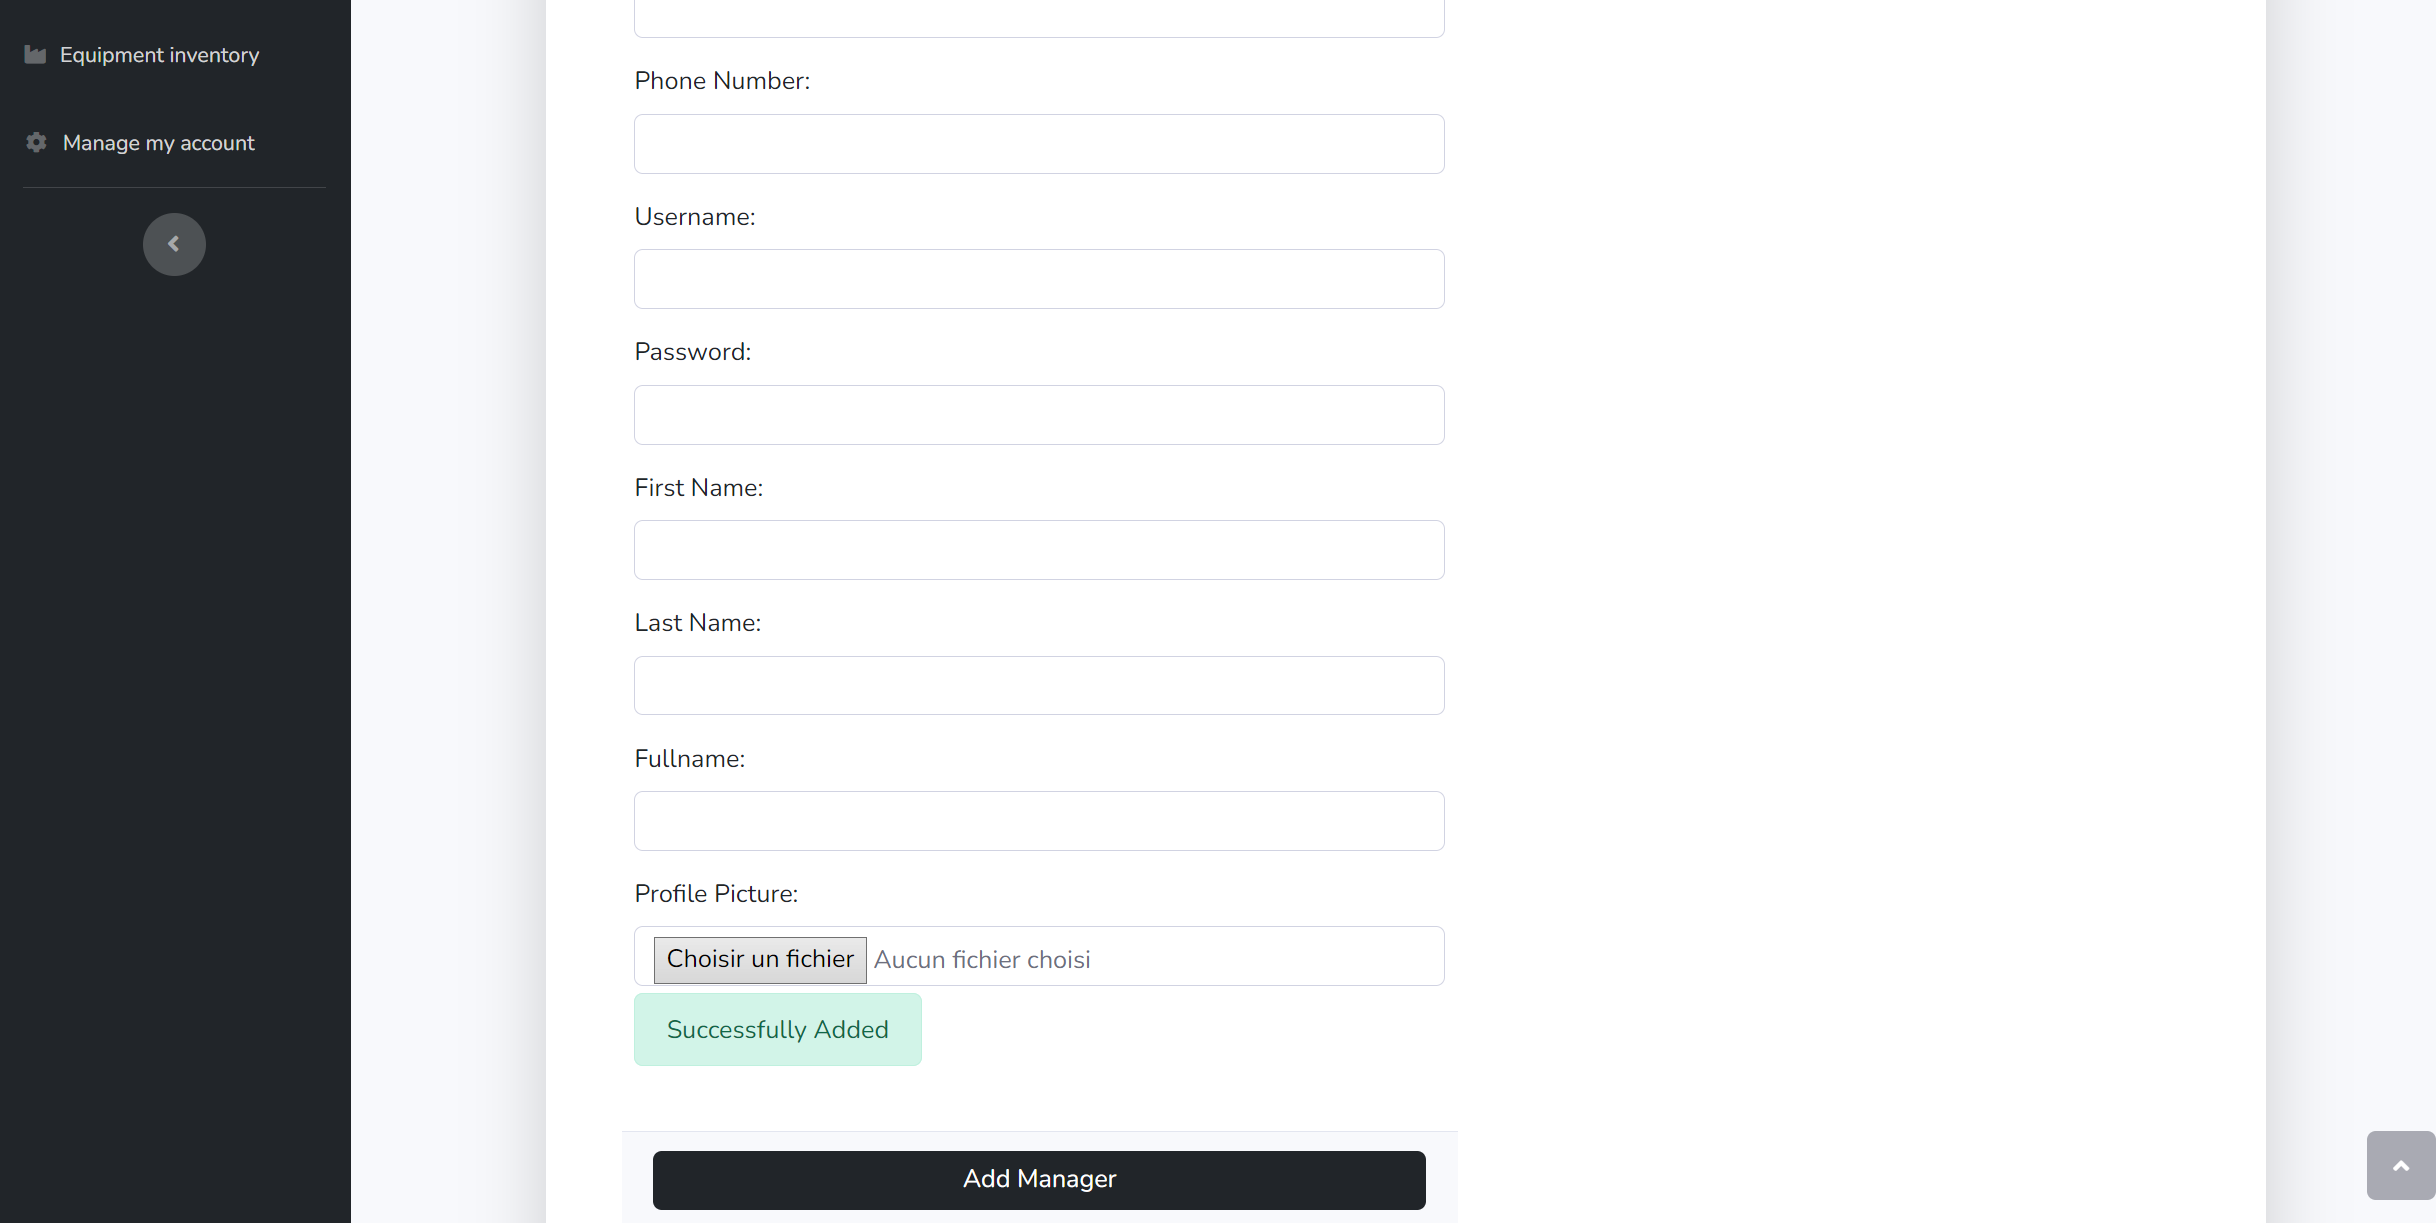 Equipment inventory
Manage my account
Phone Number:
Username:
Password:
First Name:
Last Name:
Fullname:
Profile Picture:
Choisir un fichier Aucun fichier choisi
Successfully Added
Add Manager